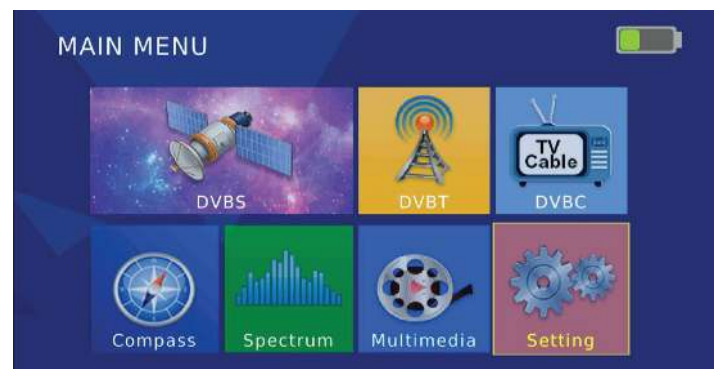 MAIN MENU
TV
Cable
DVBS
DVBT
DVBC
Compass
Spectrum
Multimedia
Setting